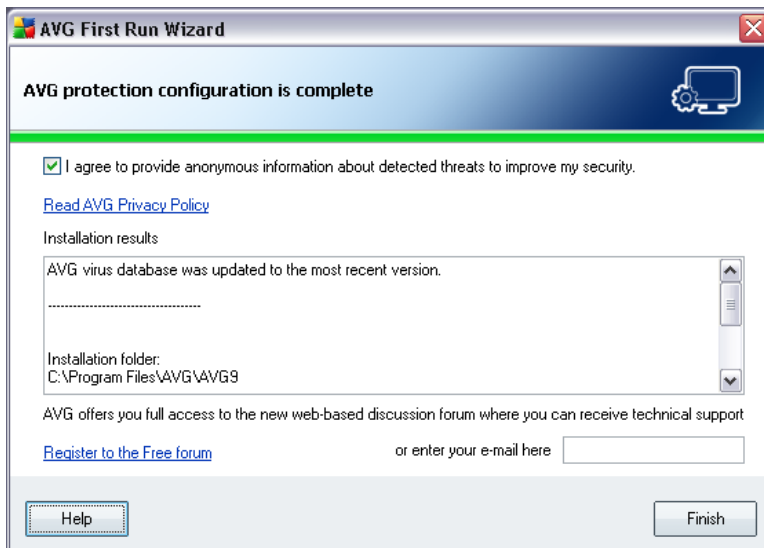 AVG First Run Wizard
AVG protection configuration is complete
I agree to provide anonymous information about detected threats to improve my security.
Read AVG Privacy Policy
Installation results
AVG virus database was updated to the most recent version.
-----------------------------------
Installation folder:
C:\Program Files\AVG\AVG9
AVG offers you full access to the new web-based discussion forum where you can receive technical support
Register to the Free forum
or enter your e-mail here
Help
Finish